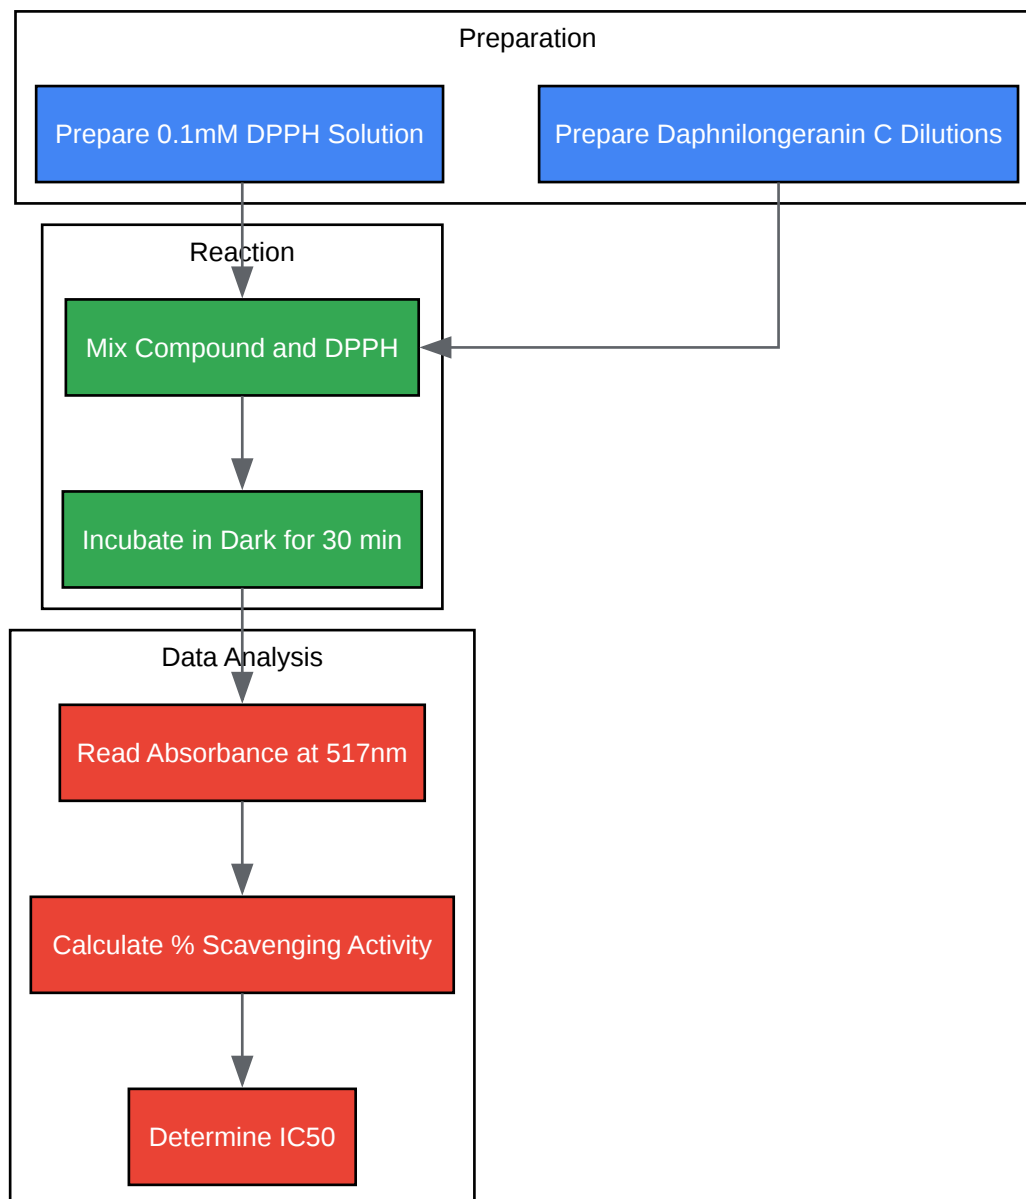 Preparation
Prepare 0.1mM DPPH Solution
Prepare Daphnilongeranin C Dilutions
Reaction
Mix Compound and DPPH
Incubate in Dark for 30 min
Data Analysis
Read Absorbance at 517nm
Calculate % Scavenging Activity
Determine IC50